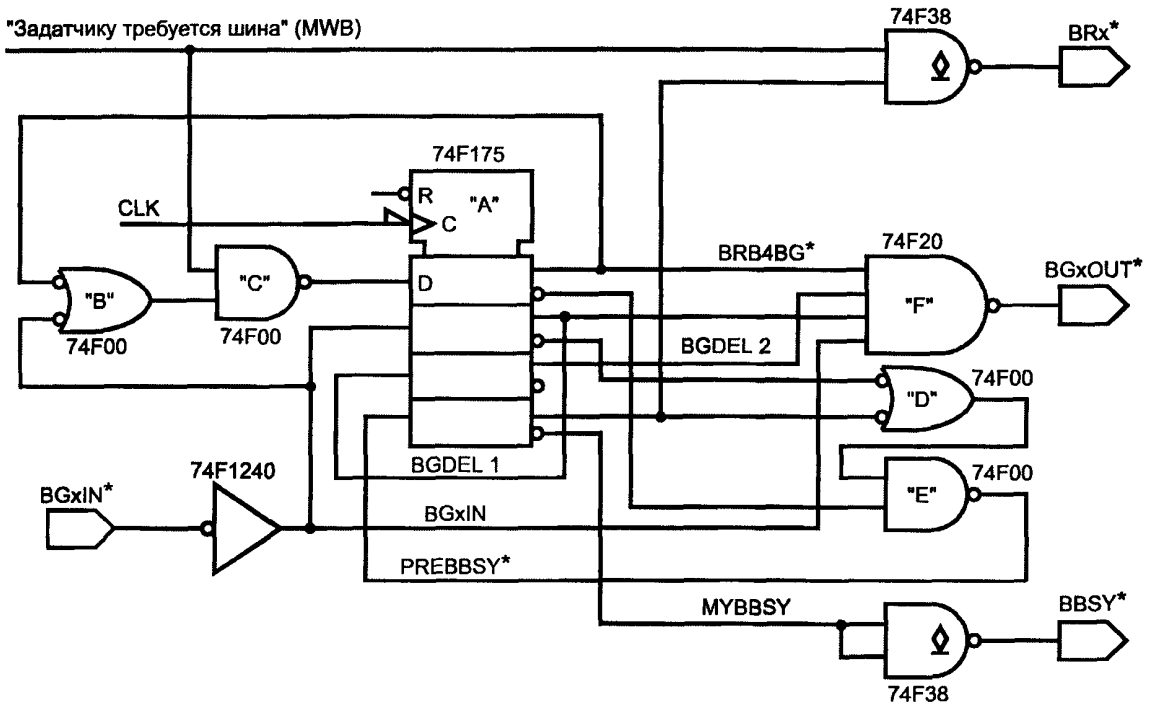 "Задатчику требуется шина" (MWB)
74F38
BRx*
74F175
R
"A"
CLK
C
BRB4BG*
74F20
BGxOUT*
"B"
"C"
D
"F"
74F00
74F00
BGDEL 2
"D"
74F00
74F1240
BGDEL 1
74F00
BGxIN*
BGxIN
"E"
PREBBSY*
MYBBSY
BBSY*
74F38